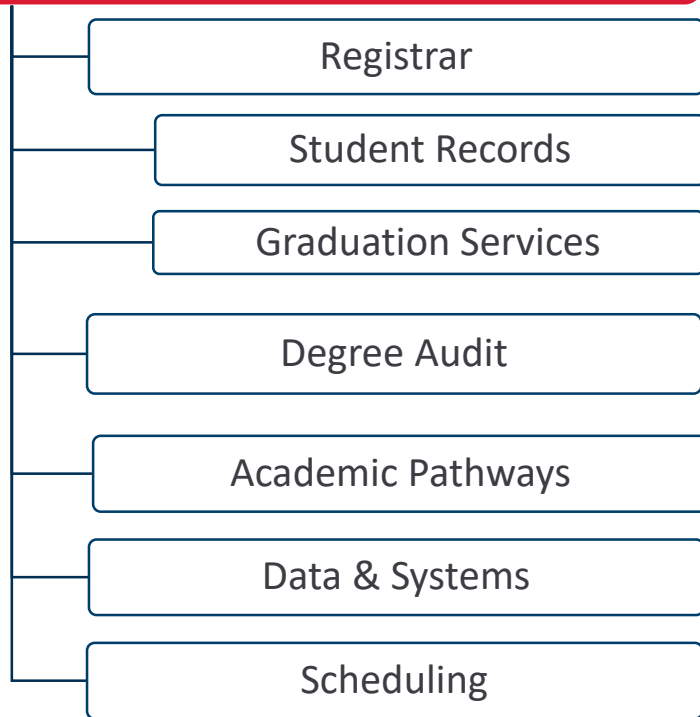 Registrar
Student Records
Graduation Services
Degree Audit
Academic Pathways
Data & Systems
Scheduling